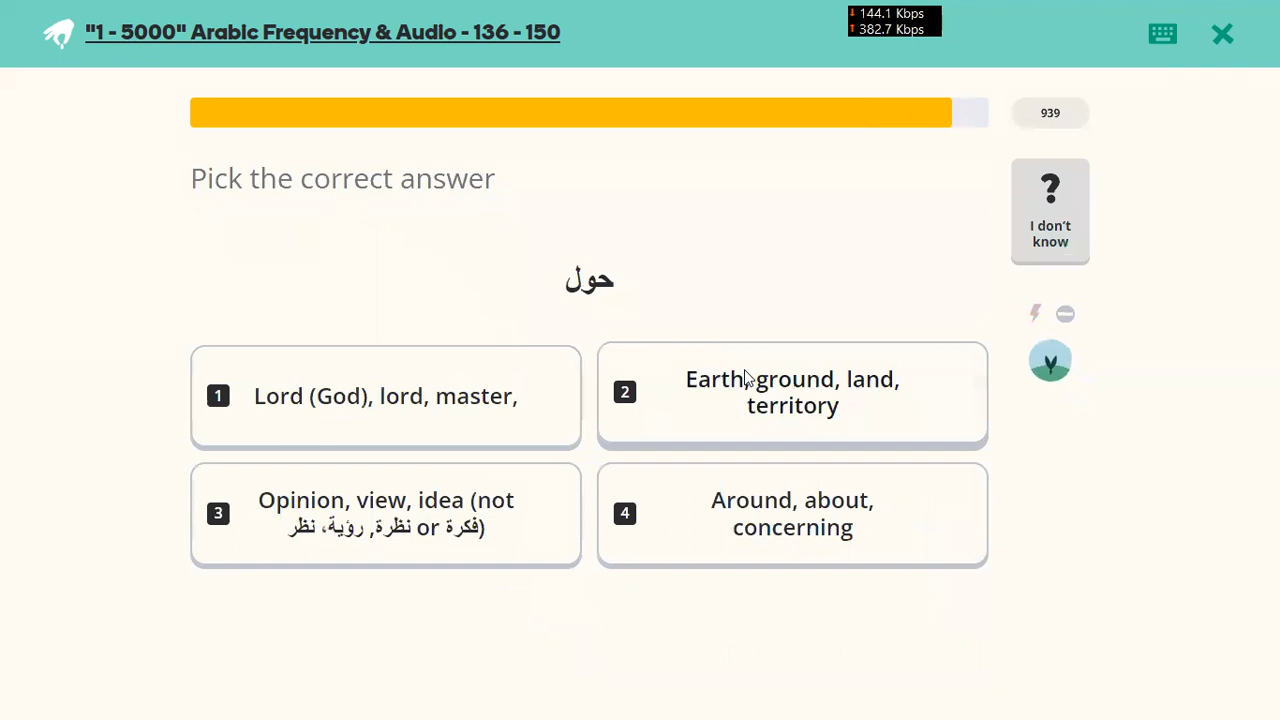 "1 - 5000" Arabic Frequency & Audio - 136 - 150
↓ 144.1 Kbps
↑ 382.7 Kbps
939
Pick the correct answer
?
I don't
know
حول
1 Lord (God), lord, master,
2 Earth, ground, land,
territory
3 Opinion, view, idea (not
نظرة, رؤية، نظر or فكرة)
4 Around, about,
concerning